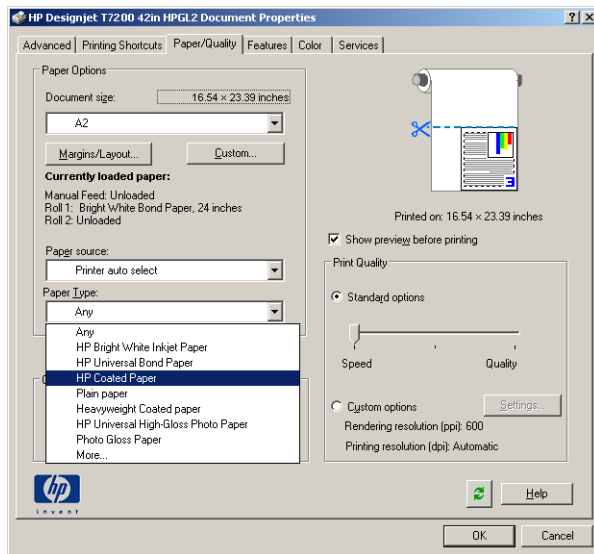 HP Designjet T7200 42in HPGL2 Document Properties
Advanced
Printing Shortcuts
Paper/Quality
Features
Color
Services
Paper Options
Document size:
16.54 × 23.39 inches
A2
Margins/Layout...
Custom...
Currently loaded paper:
Manual Feed: Unloaded
Roll 1: Bright White Bond Paper, 24 inches
Roll 2: Unloaded
Paper source:
Printer auto select
Paper Type:
Any
Any
HP Bright White Inkjet Paper
HP Universal Bond Paper
HP Coated Paper
Plain paper
Heavyweight Coated paper
HP Universal High-Gloss Photo Paper
Photo Gloss Paper
More...
3
Printed on: 16.54 × 23.39 inches
Show preview before printing
Print Quality
Standard options
Speed
Quality
Custom options
Settings...
Rendering resolution (ppi): 600
Printing resolution (dpi): Automatic
hp
invent
Help
OK
Cancel